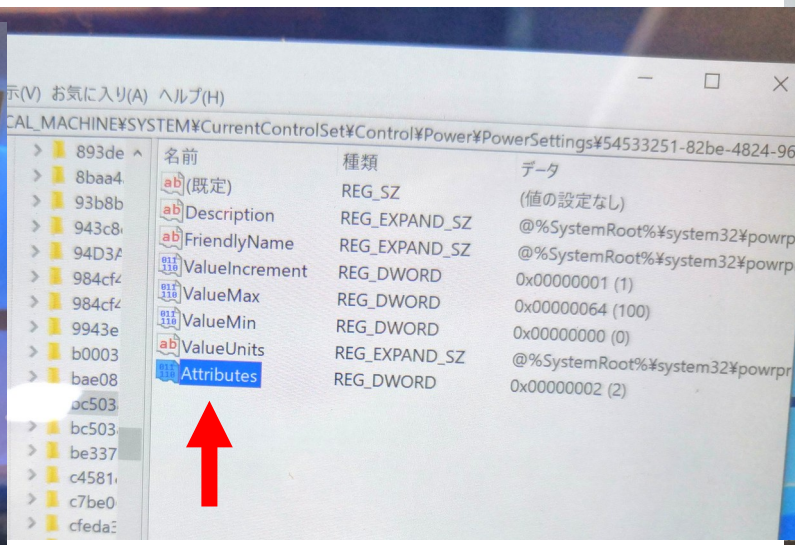 示(V) お気に入り(A) ヘルプ(H)
CAL_MACHINE¥SYSTEM¥CurrentControlSet¥Control¥Power¥PowerSettings¥54533251-82be-4824-96
893de
8baa4
93b8b
943c8
94D3A
984cf4
984cf4
9943e
b0003
bae08
bc503
bc503
be337
c4581
c7be0
cfeda3
名前 種類 データ
(既定) REG_SZ (値の設定なし)
Description REG_EXPAND_SZ @%SystemRoot%¥system32¥powrp
FriendlyName REG_EXPAND_SZ @%SystemRoot%¥system32¥powrp
ValueIncrement REG_DWORD 0x00000001 (1)
ValueMax REG_DWORD 0x00000064 (100)
ValueMin REG_DWORD 0x00000000 (0)
ValueUnits REG_EXPAND_SZ @%SystemRoot%¥system32¥powrpr
Attributes REG_DWORD 0x00000002 (2)